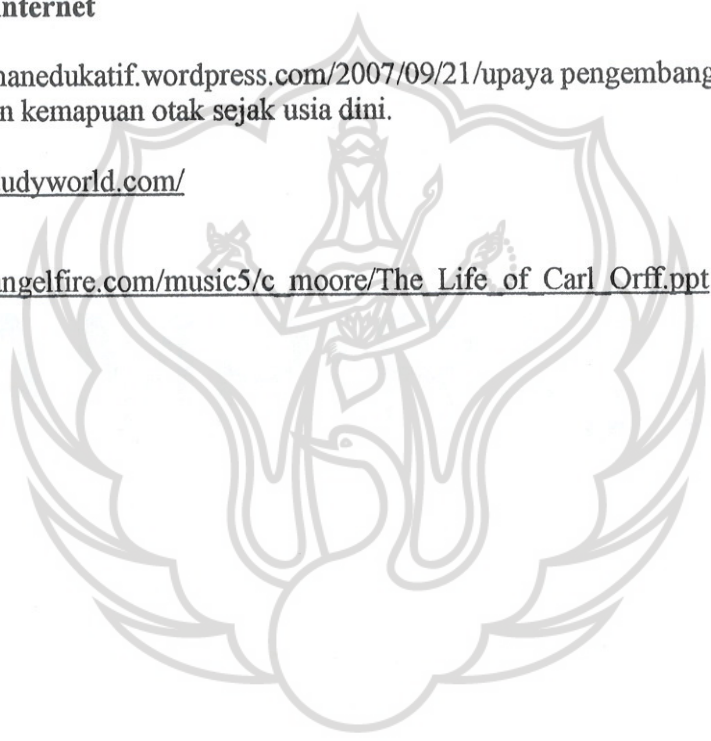 nternet
nanedukatif.wordpress.com/2007/09/21/upaya pengembang
n kemapuan otak sejak usia dini.
udyworld.com/
ngelfire.com/music5/c_moore/The_Life_of_Carl_Orff.ppt